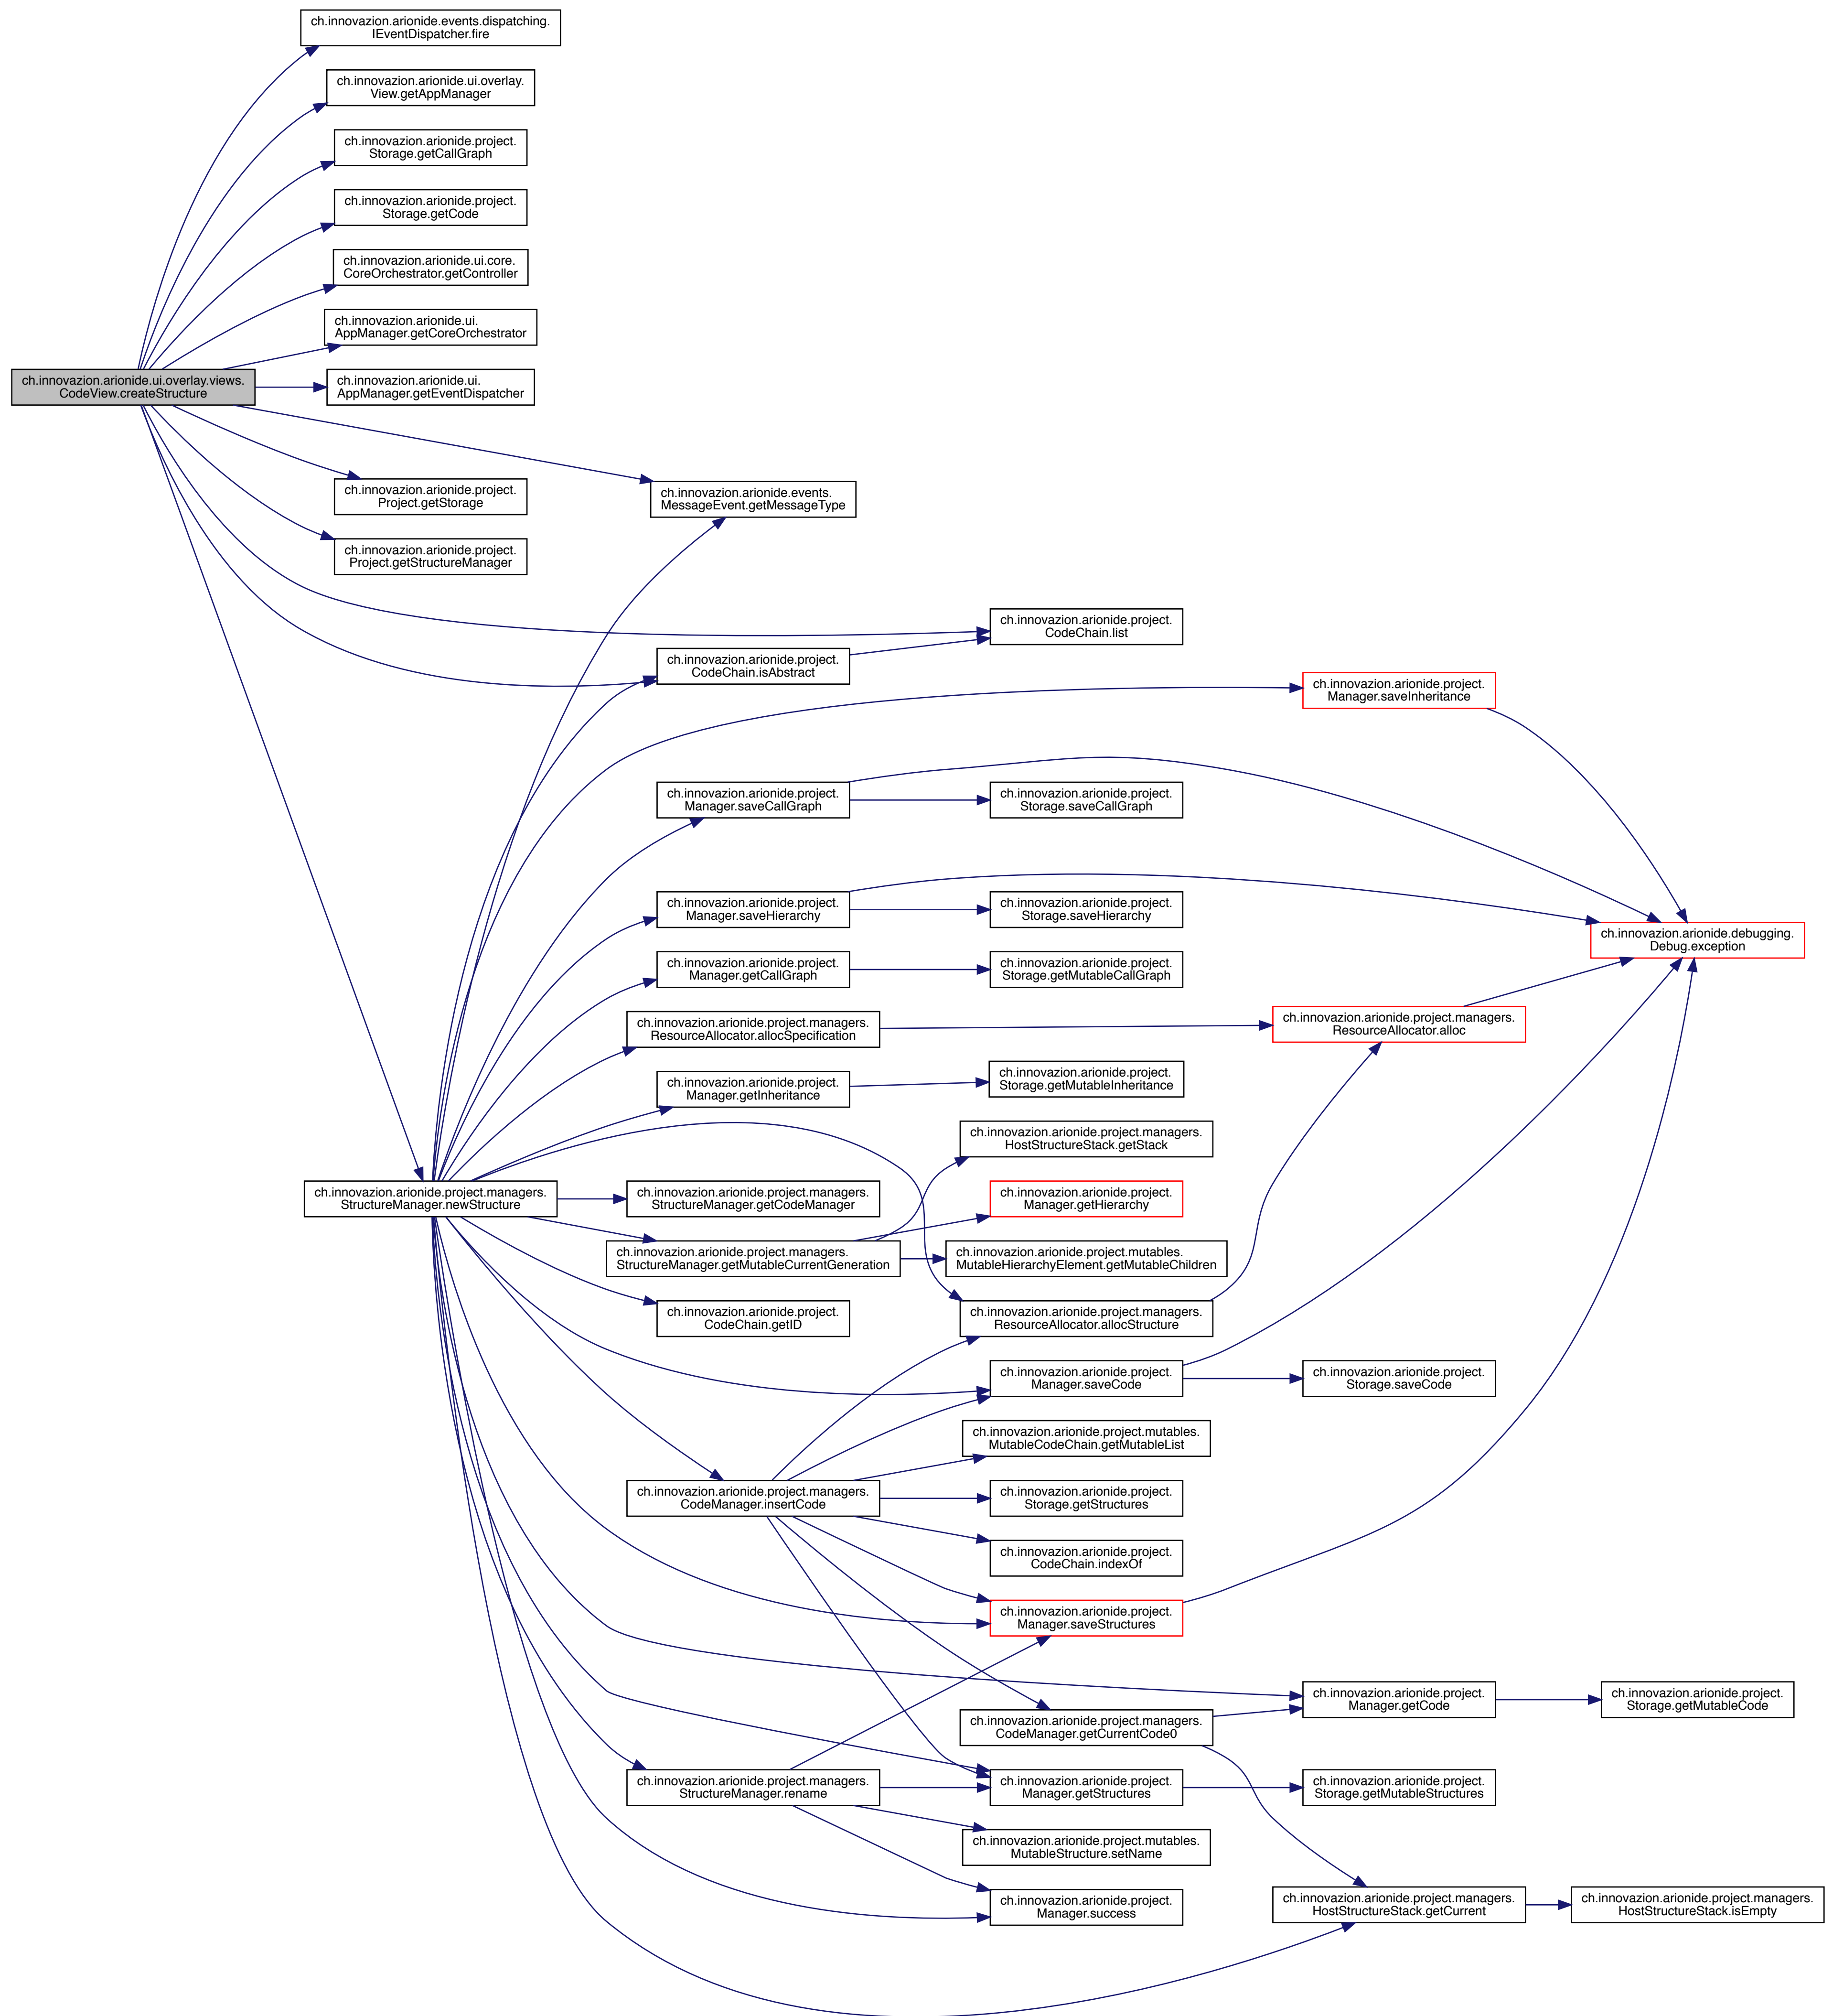 ch.innovazion.arionide.events.dispatching.
IEventDispatcher.fire
ch.innovazion.arionide.ui.overlay.
View.getAppManager
ch.innovazion.arionide.project.
Storage.getCallGraph
ch.innovazion.arionide.project.
Storage.getCode
ch.innovazion.arionide.ui.core.
CoreOrchestrator.getController
ch.innovazion.arionide.ui.
AppManager.getCoreOrchestrator
ch.innovazion.arionide.ui.overlay.views.
CodeView.createStructure
ch.innovazion.arionide.ui.
AppManager.getEventDispatcher
ch.innovazion.arionide.project.
Project.getStorage
ch.innovazion.arionide.events.
MessageEvent.getMessageType
ch.innovazion.arionide.project.
Project.getStructureManager
ch.innovazion.arionide.project.
CodeChain.list
ch.innovazion.arionide.project.
CodeChain.isAbstract
ch.innovazion.arionide.project.
Manager.saveInheritance
ch.innovazion.arionide.project.
Manager.saveCallGraph
ch.innovazion.arionide.project.
Storage.saveCallGraph
ch.innovazion.arionide.project.
Manager.saveHierarchy
ch.innovazion.arionide.project.
Storage.saveHierarchy
ch.innovazion.arionide.debugging.
Debug.exception
ch.innovazion.arionide.project.
Manager.getCallGraph
ch.innovazion.arionide.project.
Storage.getMutableCallGraph
ch.innovazion.arionide.project.managers.
ResourceAllocator.allocSpecification
ch.innovazion.arionide.project.managers.
ResourceAllocator.alloc
ch.innovazion.arionide.project.
Manager.getInheritance
ch.innovazion.arionide.project.
Storage.getMutableInheritance
ch.innovazion.arionide.project.managers.
HostStructureStack.getStack
ch.innovazion.arionide.project.managers.
StructureManager.newStructure
ch.innovazion.arionide.project.managers.
StructureManager.getCodeManager
ch.innovazion.arionide.project.
Manager.getHierarchy
ch.innovazion.arionide.project.managers.
StructureManager.getMutableCurrentGeneration
ch.innovazion.arionide.project.mutables.
MutableHierarchyElement.getMutableChildren
ch.innovazion.arionide.project.
CodeChain.getID
ch.innovazion.arionide.project.managers.
ResourceAllocator.allocStructure
ch.innovazion.arionide.project.
Manager.saveCode
ch.innovazion.arionide.project.
Storage.saveCode
ch.innovazion.arionide.project.mutables.
MutableCodeChain.getMutableList
ch.innovazion.arionide.project.managers.
CodeManager.insertCode
ch.innovazion.arionide.project.
Storage.getStructures
ch.innovazion.arionide.project.
CodeChain.indexOf
ch.innovazion.arionide.project.
Manager.saveStructures
ch.innovazion.arionide.project.
Manager.getCode
ch.innovazion.arionide.project.
Storage.getMutableCode
ch.innovazion.arionide.project.managers.
CodeManager.getCurrentCode0
ch.innovazion.arionide.project.managers.
StructureManager.rename
ch.innovazion.arionide.project.
Manager.getStructures
ch.innovazion.arionide.project.
Storage.getMutableStructures
ch.innovazion.arionide.project.mutables.
MutableStructure.setName
ch.innovazion.arionide.project.
Manager.success
ch.innovazion.arionide.project.managers.
HostStructureStack.getCurrent
ch.innovazion.arionide.project.managers.
HostStructureStack.isEmpty